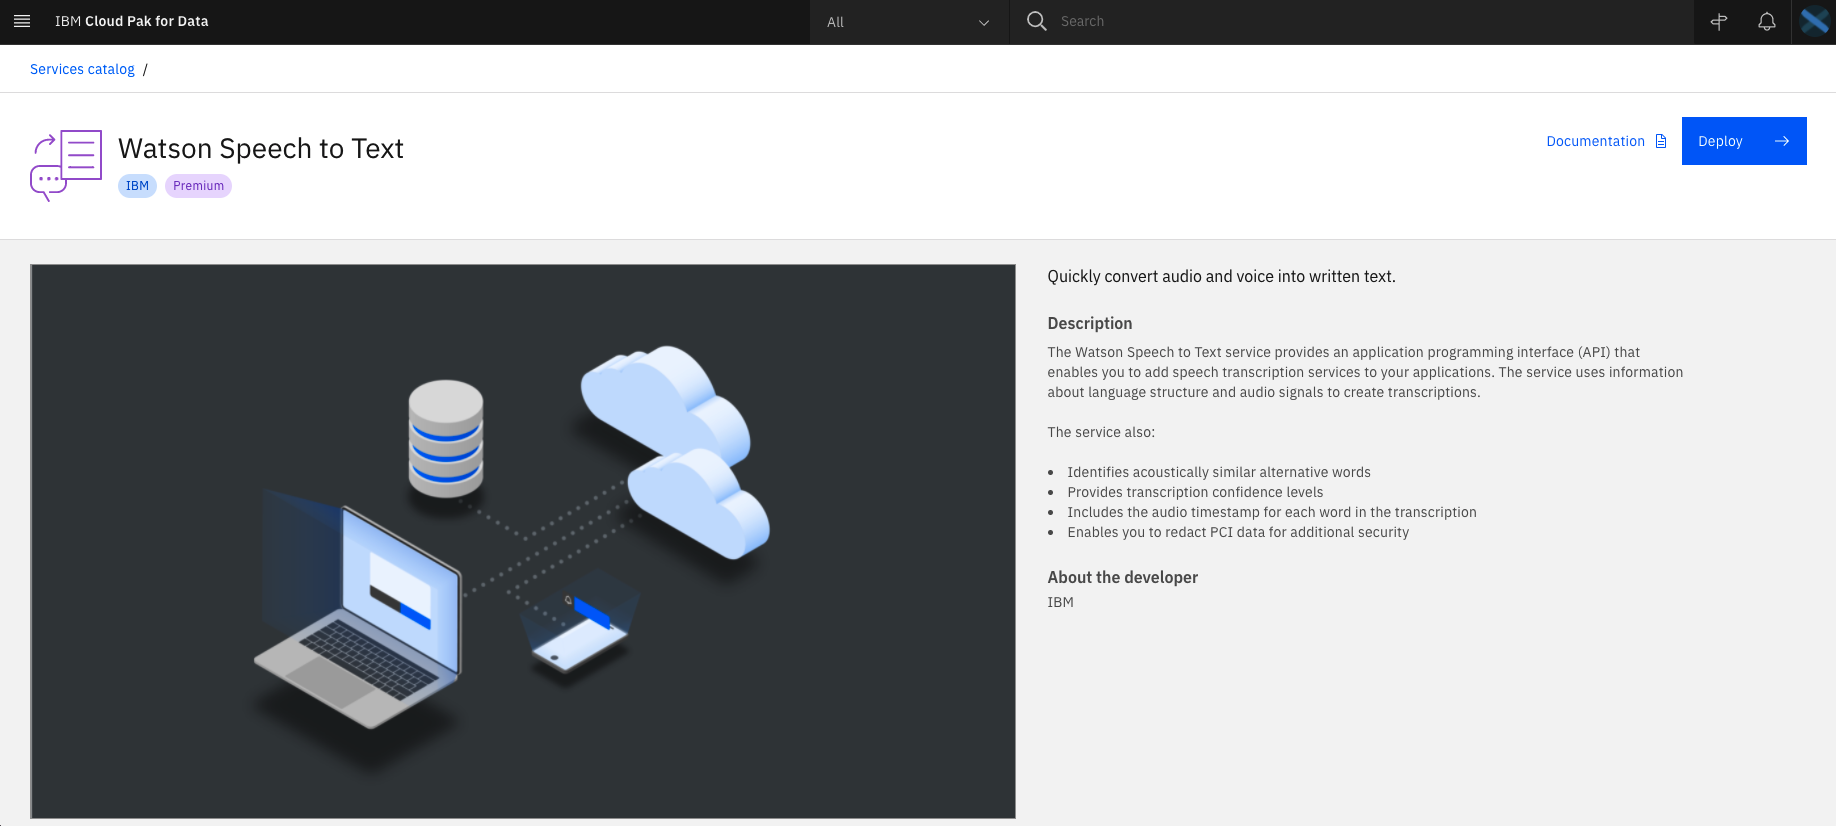 IBM Cloud Pak for Data
All
Search
Services catalog /
Watson Speech to Text
IBM Premium
Documentation
Deploy
Quickly convert audio and voice into written text.
Description
The Watson Speech to Text service provides an application programming interface (API) that
enables you to add speech transcription services to your applications. The service uses information
about language structure and audio signals to create transcriptions.
The service also:
• Identifies acoustically similar alternative words
• Provides transcription confidence levels
• Includes the audio timestamp for each word in the transcription
• Enables you to redact PCI data for additional security
About the developer
IBM